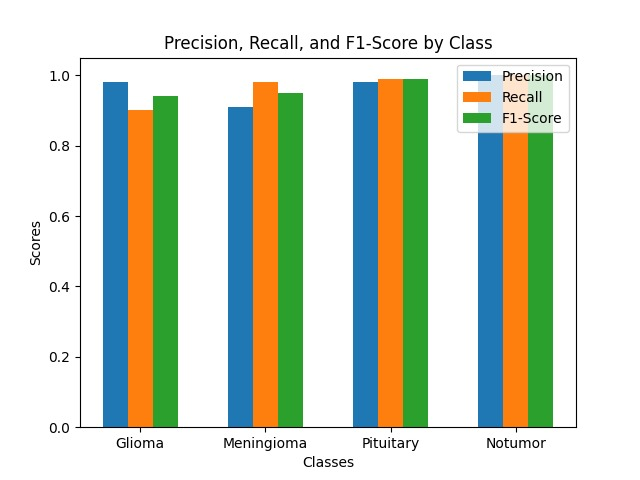 Precision, Recall, and F1-Score by Class
Precision
Recall
F1-Score
1.0
0.8
0.6
0.4
0.2
0.0
Scores
Glioma
Meningioma
Pituitary
Notumor
Classes